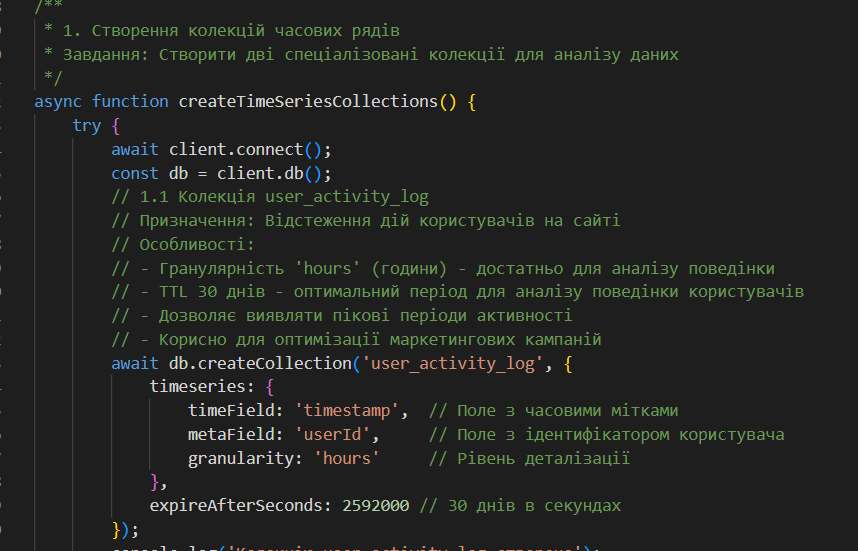 /**
 * 1. Створення колекцій часових рядів
 * Завдання: Створити дві спеціалізовані колекції для аналізу даних
 */
async function createTimeSeriesCollections() {
    try {
        await client.connect();
        const db = client.db();
        // 1.1 Колекція user_activity_log
        // Призначення: Відстеження дій користувачів на сайті
        // Особливості:
        // - Гранулярність 'hours' (години) - достатньо для аналізу поведінки
        // - TTL 30 днів - оптимальний період для аналізу поведінки користувачів
        // - Дозволяє виявляти пікові періоди активності
        // - Корисно для оптимізації маркетингових кампаній
        await db.createCollection('user_activity_log', {
            timeseries: {
                timeField: 'timestamp',  // Поле з часовими мітками
                metaField: 'userId',     // Поле з ідентифікатором користувача
                granularity: 'hours'     // Рівень деталізації
            },
            expireAfterSeconds: 2592000 // 30 днів в секундах
        });